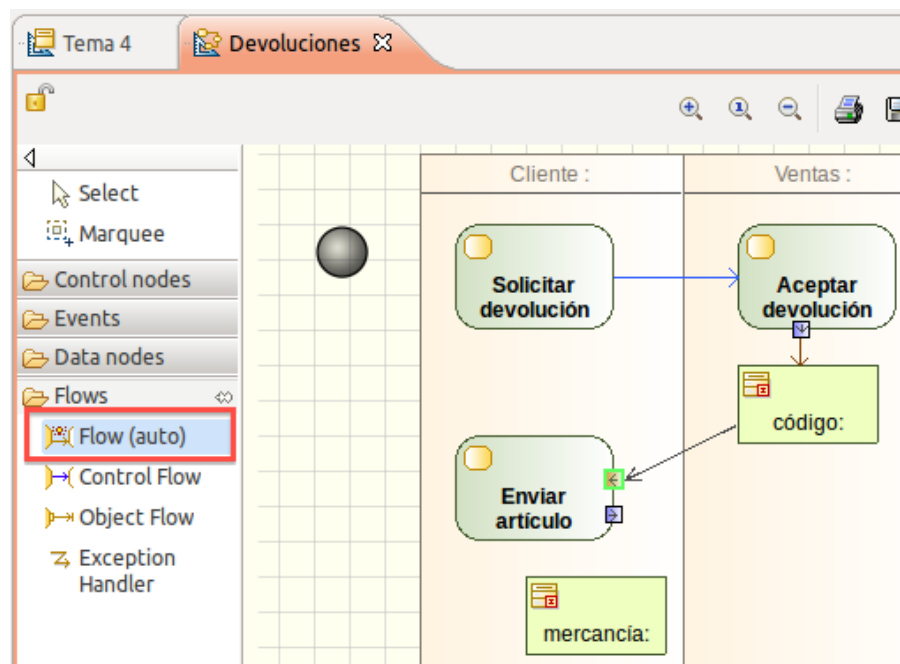 Tema 4
Devoluciones
Select
Marquee
Control nodes
Events
Data nodes
Flows
Flow (auto)
Control Flow
Object Flow
Exception
Handler
Cliente :
Ventas :
Solicitar
devolución
Aceptar
devolución
código:
Enviar
artículo
mercancía: